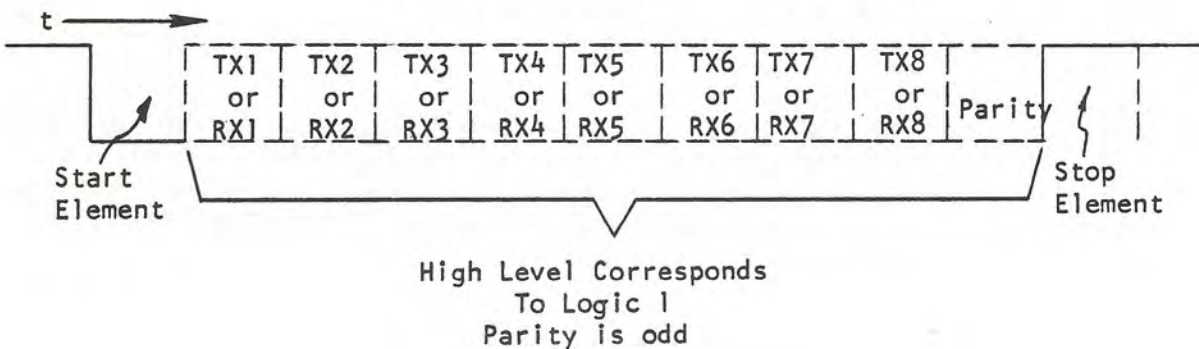 t
TX1 TX2 TX3 TX4 TX5 TX6 TX7 TX8
or or or or or or or or
RX1 RX2 RX3 RX4 RX5 RX6 RX7 RX8
Parity
Start
Element
Stop
Element
High Level Corresponds
To Logic 1
Parity is odd